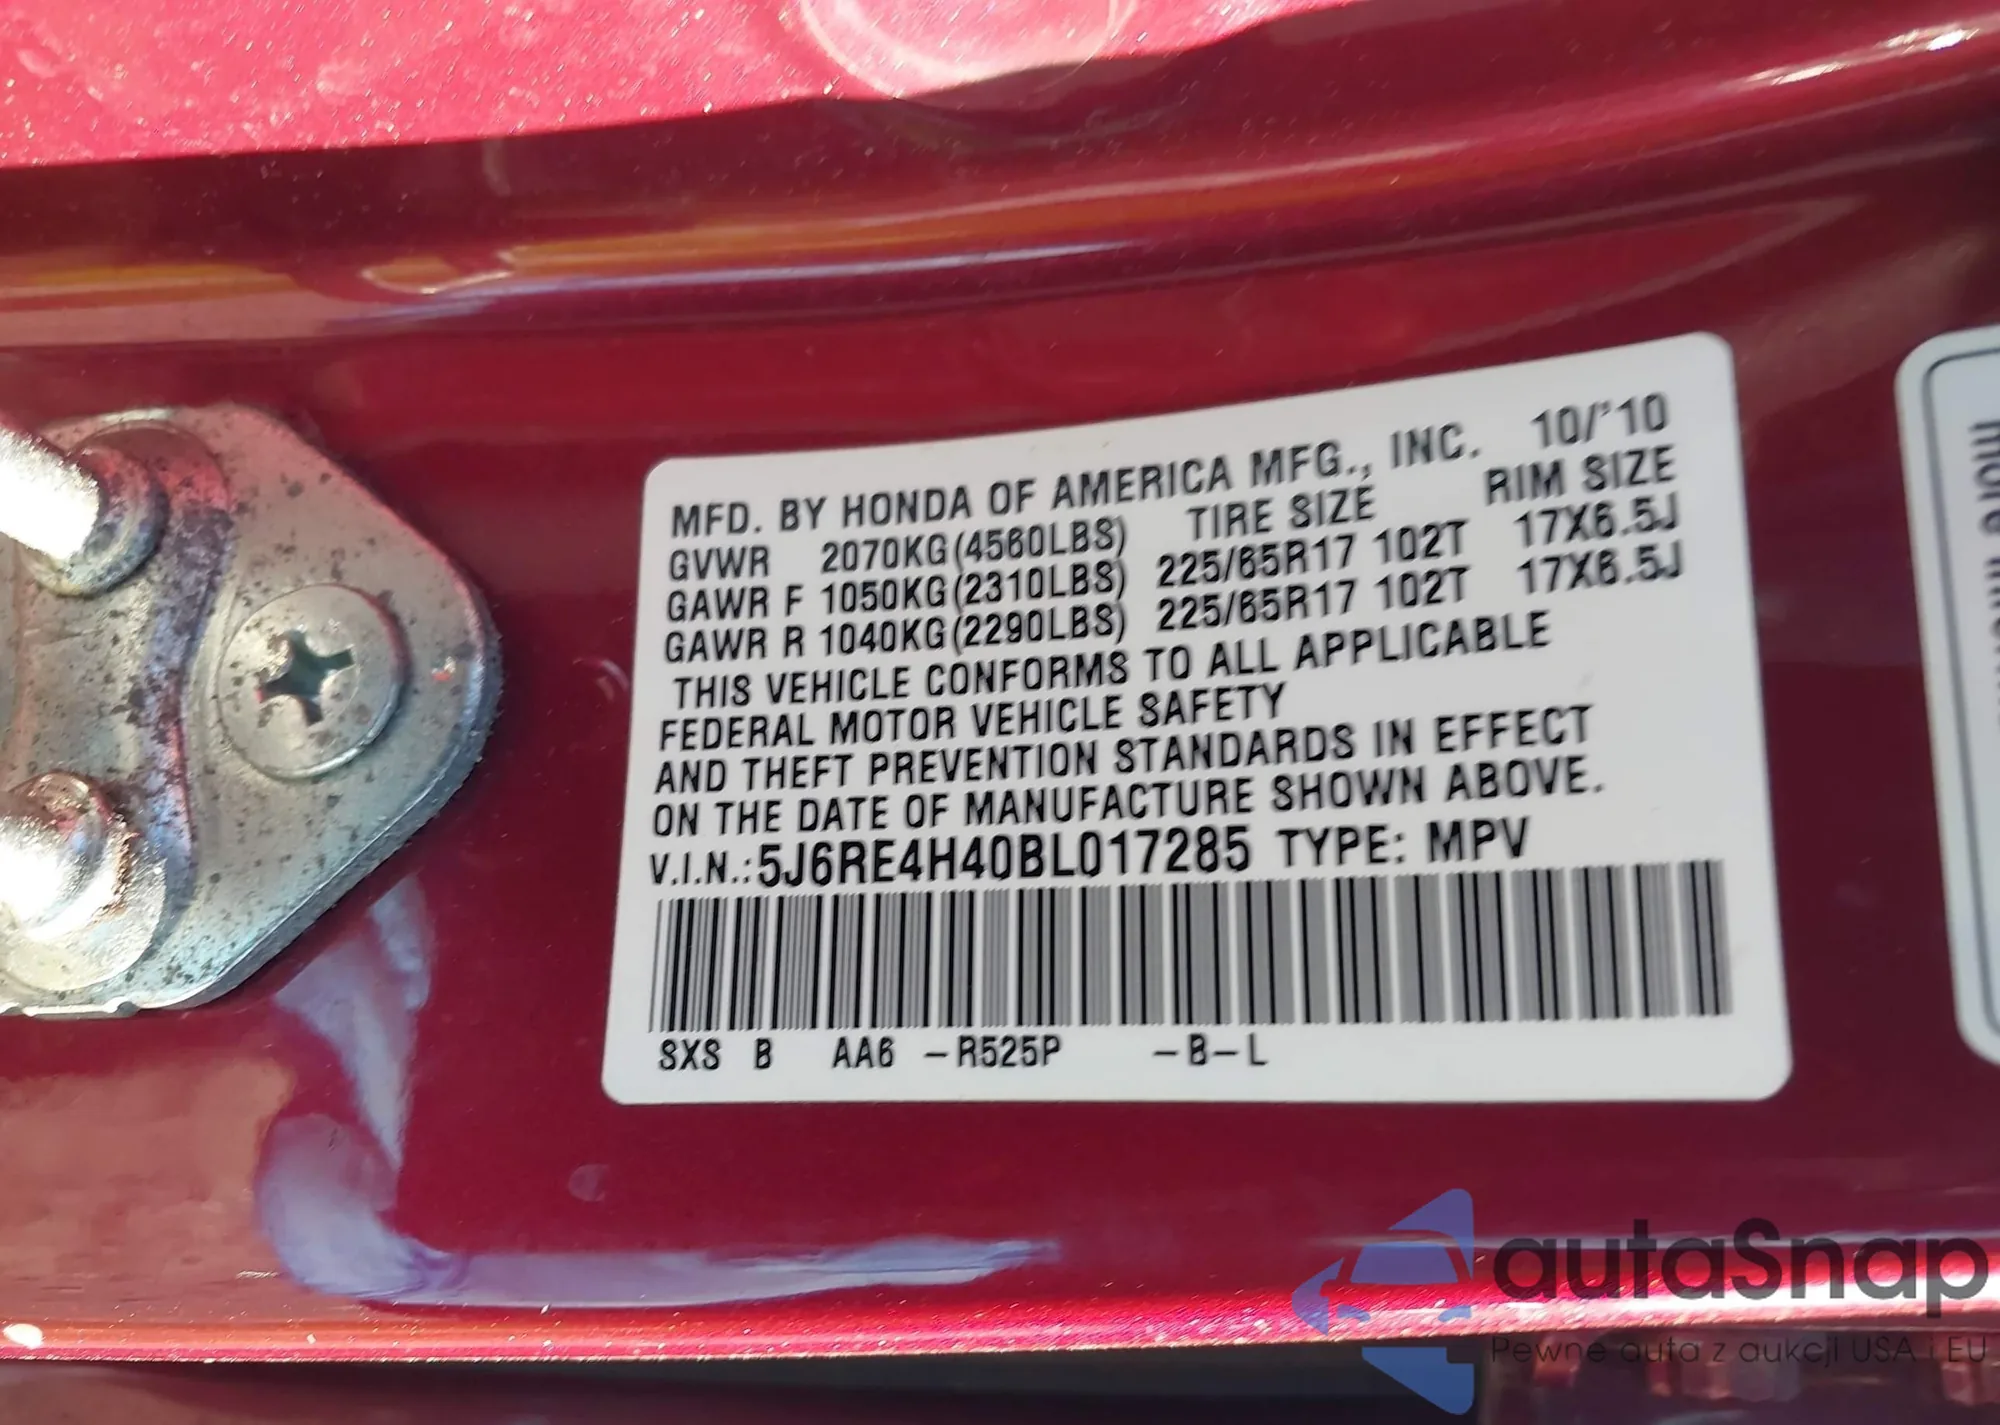 MFD. BY HONDA OF AMERICA MFG., INC. 10/'10
TIRE SIZE RIM SIZE
GVWR 2070KG(4560LBS)
GAWR F 1050KG(2310LBS) 225/65R17 102T 17X6.5J
GAWR R 1040KG(2290LBS) 225/65R17 102T 17X6.5J
THIS VEHICLE CONFORMS TO ALL APPLICABLE
FEDERAL MOTOR VEHICLE SAFETY
AND THEFT PREVENTION STANDARDS IN EFFECT
ON THE DATE OF MANUFACTURE SHOWN ABOVE.
V.I.N.:5J6RE4H40BL017285 TYPE: MPV
SXS B AA6 -R525P -B-L
more
autaSnap
Pewne auta z aukcji USA i EU